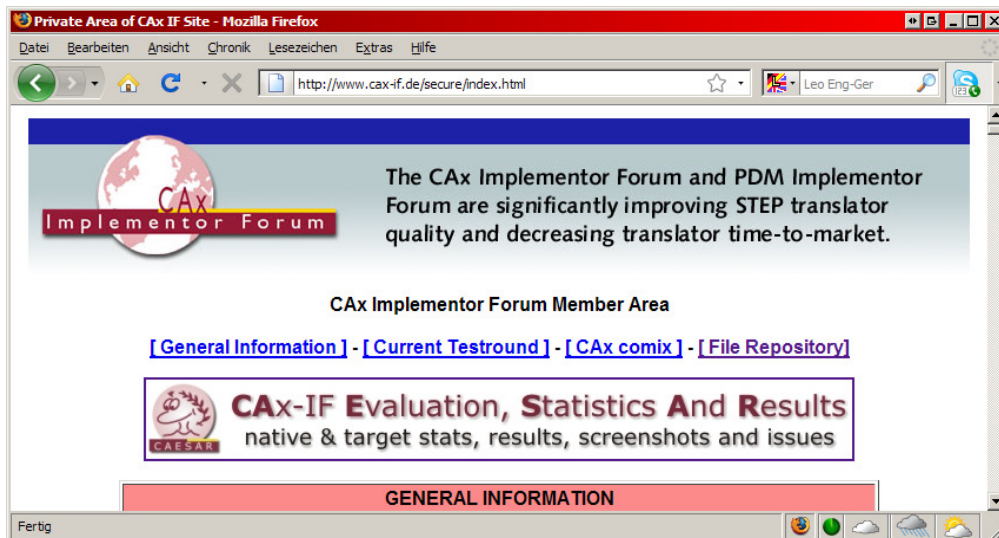 Private Area of CAx IF Site - Mozilla Firefox
Datei Bearbeiten Ansicht Chronik Lesezeichen Extras Hilfe
http://www.cax-if.de/secure/index.html
Leo Eng-Ger
123
CAx
Implementor Forum
The CAx Implementor Forum and PDM Implementor
Forum are significantly improving STEP translator
quality and decreasing translator time-to-market.
CAx Implementor Forum Member Area
[ General Information ] - [ Current Testround ] - [ CAx comix ] - [ File Repository]
CAESAR
CAx-IF Evaluation, Statistics And Results
native & target stats, results, screenshots and issues
GENERAL INFORMATION
Fertig